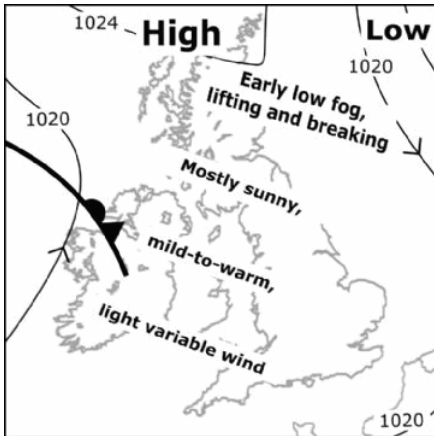 1024
High
Low
1020
Early low fog,
lifting and breaking
1020
Mostly sunny,
mild-to-warm,
light variable wind
1020